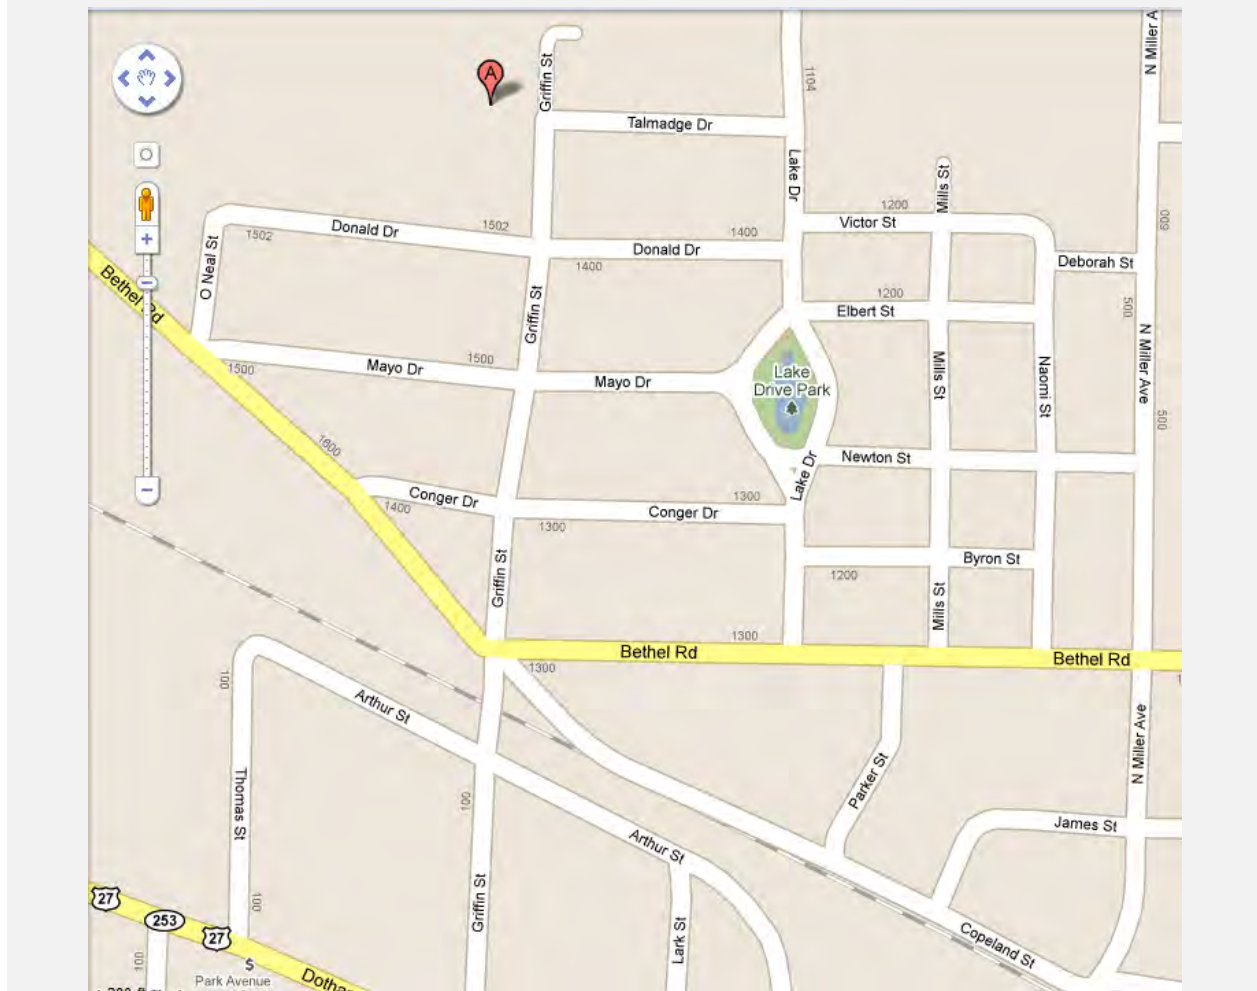 N Miller A
Griffin St
A
1104
Talmadge Dr
Lake Dr
Mills St
1200
Victor St
009
1502
Donald Dr
1502
1400
Donald Dr
1400
Deborah St
O Neal St
Bethel Rd
1200
Elbert St
500
Griffin St
N Miller Ave
1500
Mayo Dr
1500
Mayo Dr
Lake
Drive Park
Mills St
Naomi St
500
1600
Newton St
Lake Dr
Conger Dr
1400
1300
Conger Dr
1300
Griffin St
Byron St
1200
Mills St
1300
Bethel Rd
Bethel Rd
1300
100
Arthur St
N Miller Ave
Thomas St
Parker St
100
James St
Arthur St
Griffin St
27
253
27
100
Lark St
Copeland St
100
$
Park Avenue
Dotha